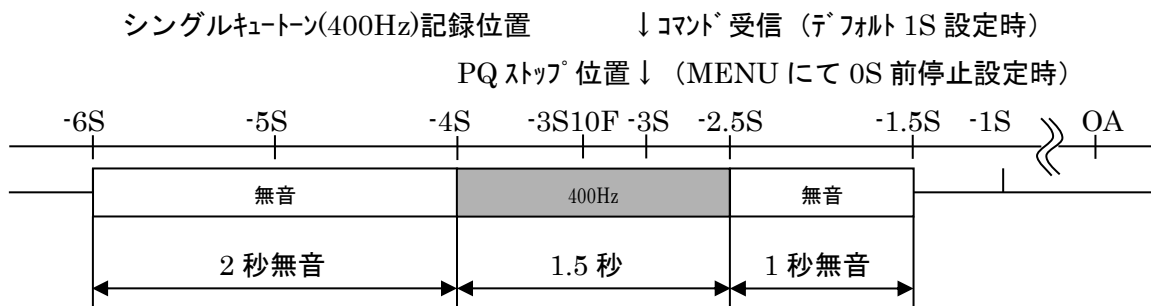 シングルｷｭｰトーン(400Hz)記録位置 ↓ｺﾏﾝﾄﾞ受信（ﾃﾞﾌｫﾙﾄ 1S 設定時）
PQ ｽﾄｯﾌﾟ位置↓（MENU にて 0S 前停止設定時）
-6S -5S -4S -3S10F -3S -2.5S -1.5S -1S OA
無音 400Hz 無音
2 秒無音 1.5 秒 1 秒無音